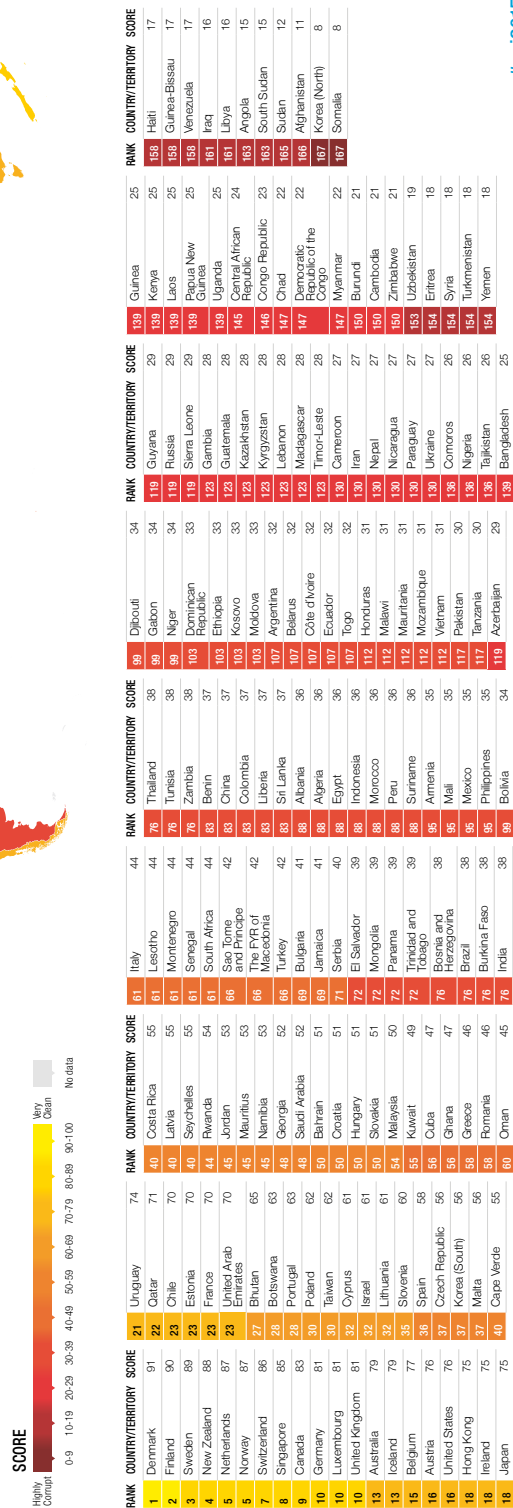 SCORE
Highly
Corrupt
Very
Clean
0-9 10-19 20-29 30-39 40-49 50-59 60-69 70-79 80-89 90-100 No data
RANK COUNTRY/TERRITORY SCORE
1 Denmark 91
2 Finland 90
3 Sweden 89
4 New Zealand 88
5 Netherlands 87
5 Norway 87
7 Switzerland 86
8 Singapore 85
9 Canada 83
10 Germany 81
10 Luxembourg 81
10 United Kingdom 81
13 Australia 79
13 Iceland 79
15 Belgium 77
16 Austria 76
16 United States 76
18 Hong Kong 75
18 Ireland 75
18 Japan 75
21 Uruguay 74
22 Qatar 71
23 Chile 70
23 Estonia 70
23 France 70
23 United Arab
Emirates 70
27 Bhutan 65
28 Botswana 63
28 Portugal 63
30 Poland 62
30 Taiwan 62
32 Cyprus 61
32 Israel 61
32 Lithuania 61
35 Slovenia 60
36 Spain 58
37 Czech Republic 56
37 Korea (South) 56
37 Malta 56
40 Cape Verde 55
RANK COUNTRY/TERRITORY SCORE
40 Costa Rica 55
40 Latvia 55
40 Seychelles 55
44 Rwanda 54
45 Jordan 53
45 Mauritius 53
45 Namibia 53
48 Georgia 52
48 Saudi Arabia 52
50 Bahrain 51
50 Croatia 51
50 Hungary 51
50 Slovakia 51
54 Malaysia 50
55 Kuwait 49
56 Cuba 47
56 Ghana 47
58 Greece 46
58 Romania 46
60 Oman 45
61 Italy 44
61 Lesotho 44
61 Montenegro 44
61 Senegal 44
61 South Africa 44
66 Sao Tome
and Principe 42
66 The FYR of
Macedonia 42
66 Turkey 42
69 Bulgaria 41
69 Jamaica 41
71 Serbia 40
72 El Salvador 39
72 Mongolia 39
72 Panama 39
72 Trinidad and
Tobago 39
76 Bosnia and
Herzegovina 38
76 Brazil 38
76 Burkina Faso 38
76 India 38
RANK COUNTRY/TERRITORY SCORE
76 Thailand 38
76 Tunisia 38
76 Zambia 38
83 Benin 37
83 China 37
83 Colombia 37
83 Liberia 37
83 Sri Lanka 37
88 Albania 36
88 Algeria 36
88 Egypt 36
88 Indonesia 36
88 Morocco 36
88 Peru 36
88 Suriname 36
95 Armenia 35
95 Mali 35
95 Mexico 35
95 Philippines 35
99 Bolivia 34
99 Djibouti 34
99 Gabon 34
99 Niger 34
103 Dominican
Republic 33
103 Ethiopia 33
103 Kosovo 33
103 Moldova 33
107 Argentina 32
107 Belarus 32
107 Côte d'Ivoire 32
107 Ecuador 32
107 Togo 32
112 Honduras 31
112 Malawi 31
112 Mauritania 31
112 Mozambique 31
112 Vietnam 31
117 Pakistan 30
117 Tanzania 30
119 Azerbaijan 29
RANK COUNTRY/TERRITORY SCORE
119 Guyana 29
119 Russia 29
119 Sierra Leone 29
123 Gambia 28
123 Guatemala 28
123 Kazakhstan 28
123 Kyrgyzstan 28
123 Lebanon 28
123 Madagascar 28
123 Timor-Leste 28
130 Cameroon 27
130 Iran 27
130 Nepal 27
130 Nicaragua 27
130 Paraguay 27
130 Ukraine 27
136 Comoros 26
136 Nigeria 26
136 Tajikistan 26
139 Bangladesh 25
139 Guinea 25
139 Kenya 25
139 Laos 25
139 Papua New
Guinea 25
139 Uganda 25
145 Central African
Republic 24
146 Congo Republic 23
147 Chad 22
147 Democratic
Republic of the
Congo 22
147 Myanmar 22
150 Burundi 21
150 Cambodia 21
150 Zimbabwe 21
153 Uzbekistan 19
154 Eritrea 18
154 Syria 18
154 Turkmenistan 18
154 Yemen 18
RANK COUNTRY/TERRITORY SCORE
158 Haiti 17
158 Guinea-Bissau 17
158 Venezuela 17
161 Iraq 16
161 Libya 16
163 Angola 15
163 South Sudan 15
165 Sudan 12
166 Afghanistan 11
167 Korea (North) 8
167 Somalia 8